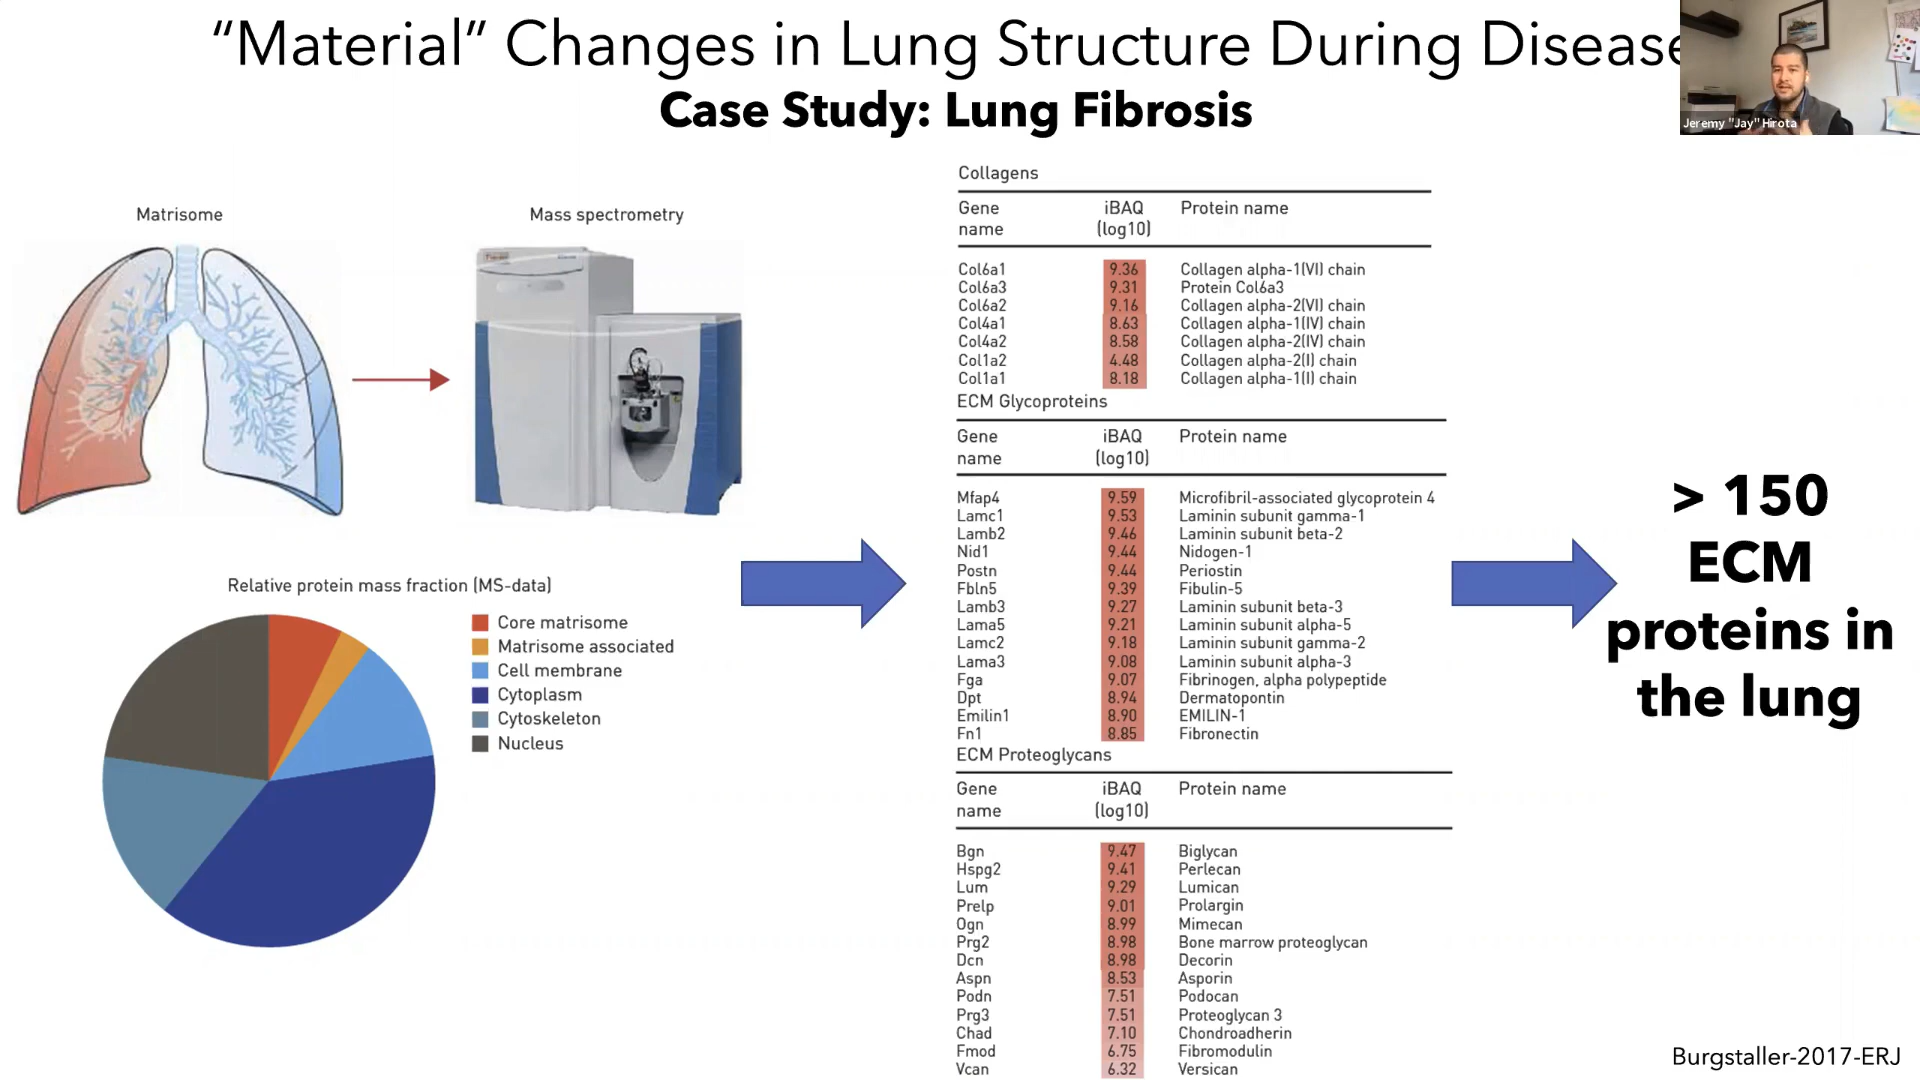 “Material” Changes in Lung Structure During Disease
Case Study: Lung Fibrosis
Jeremy "Jay" Hirota
Matrisome
Mass spectrometry
Relative protein mass fraction (MS-data)
Core matrisome
Matrisome associated
Cell membrane
Cytoplasm
Cytoskeleton
Nucleus
Collagens
Gene name iBAQ (log10) Protein name
Col6a1 9.36 Collagen alpha-1(VI) chain
Col6a3 9.31 Protein Col6a3
Col6a2 9.16 Collagen alpha-2(VI) chain
Col4a1 8.63 Collagen alpha-1(IV) chain
Col4a2 8.58 Collagen alpha-2(IV) chain
Col1a2 4.48 Collagen alpha-2(I) chain
Col1a1 8.18 Collagen alpha-1(I) chain
ECM Glycoproteins
Gene name iBAQ (log10) Protein name
Mfap4 9.59 Microfibril-associated glycoprotein 4
Lamc1 9.53 Laminin subunit gamma-1
Lamb2 9.46 Laminin subunit beta-2
Nid1 9.44 Nidogen-1
Postn 9.44 Periostin
Fbln5 9.39 Fibulin-5
Lamb3 9.27 Laminin subunit beta-3
Lama5 9.21 Laminin subunit alpha-5
Lamc2 9.18 Laminin subunit gamma-2
Lama3 9.08 Laminin subunit alpha-3
Fga 9.07 Fibrinogen, alpha polypeptide
Dpt 8.94 Dermatopontin
Emilin1 8.90 EMILIN-1
Fn1 8.85 Fibronectin
ECM Proteoglycans
Gene name iBAQ (log10) Protein name
Bgn 9.47 Biglycan
Hspg2 9.41 Perlecan
Lum 9.29 Lumican
Prelp 9.01 Prolargin
Ogn 8.99 Mimecan
Prg2 8.98 Bone marrow proteoglycan
Dcn 8.98 Decorin
Aspn 8.53 Asporin
Podn 7.51 Podocan
Prg3 7.51 Proteoglycan 3
Chad 7.10 Chondroadherin
Fmod 6.75 Fibromodulin
Vcan 6.32 Versican
> 150
ECM
proteins in
the lung
Burgstaller-2017-ERJ